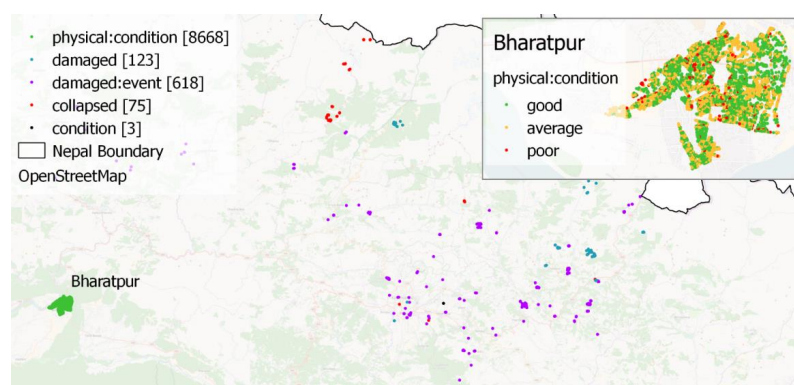 physical:condition [8668]
damaged [123]
damaged:event [618]
collapsed [75]
condition [3]
Nepal Boundary
OpenStreetMap
Bharatpur
Bharatpur
physical:condition
good
average
poor